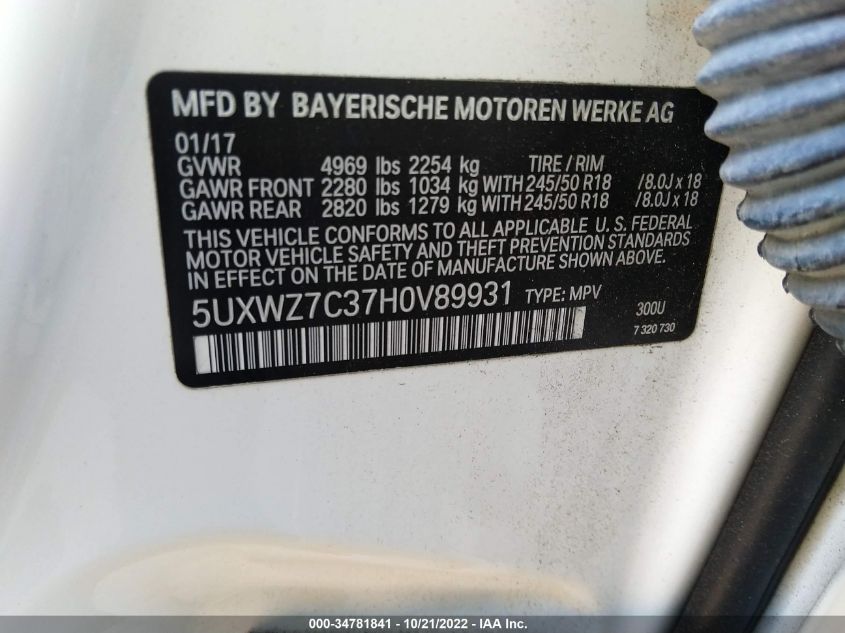 MFD BY BAYERISCHE MOTOREN WERKE AG
01/17
GVWR 4969 lbs 2254 kg TIRE / RIM
GAWR FRONT 2280 lbs 1034 kg WITH 245/50 R18 /8.0J x 18
GAWR REAR 2820 lbs 1279 kg WITH 245/50 R18 /8.0J x 18
THIS VEHICLE CONFORMS TO ALL APPLICABLE U. S. FEDERAL
MOTOR VEHICLE SAFETY AND THEFT PREVENTION STANDARDS
IN EFFECT ON THE DATE OF MANUFACTURE SHOWN ABOVE.
5UXWZ7C37H0V89931 TYPE: MPV
300U
7 320 730
000-34781841 - 10/21/2022 - IAA Inc.